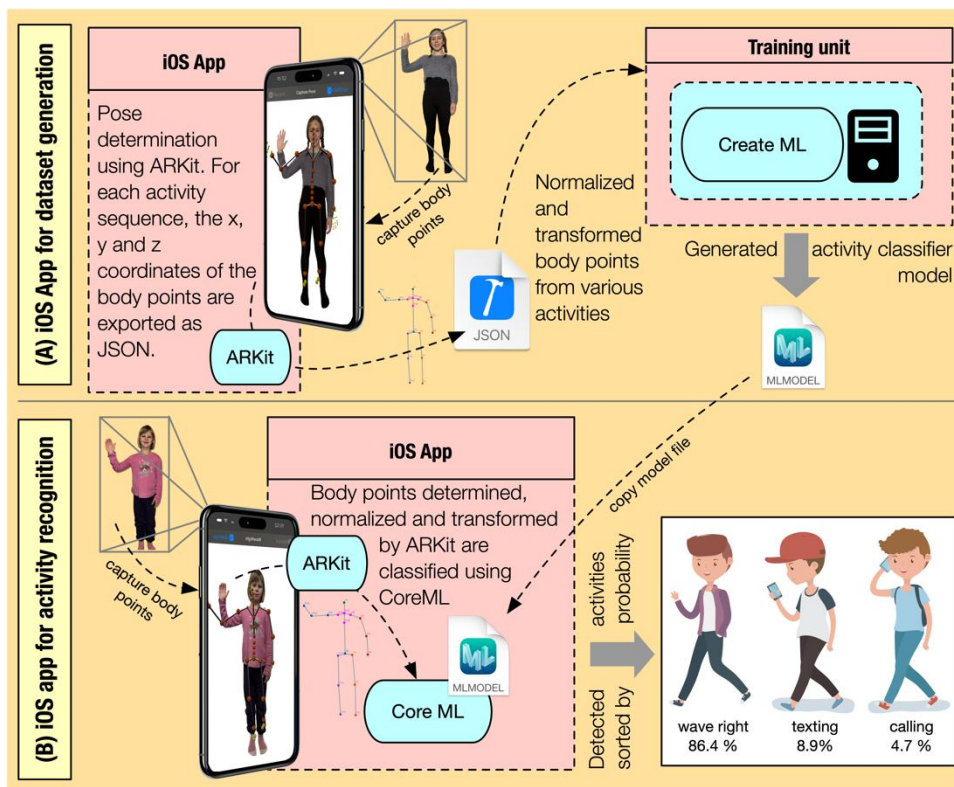 (A) iOS App for dataset generation
iOS App
Pose
determination
using ARKit. For
each activity
sequence, the x,
y and z
coordinates of the
body points are
exported as
JSON.
ARKit
Capture Pose
capture body
points
JSON
Normalized
and
transformed
body points
from various
activities
Training unit
Create ML
Generated
activity classifier
model
ML
MLMODEL
copy model file
(B) iOS app for activity recognition
capture body
points
iOS App
Body points determined,
normalized and transformed
by ARKit are
classified using
CoreML
ARKit
ML
MLMODEL
Core ML
Detected activities
sorted by probability
wave right
86.4 %
texting
8.9%
calling
4.7 %